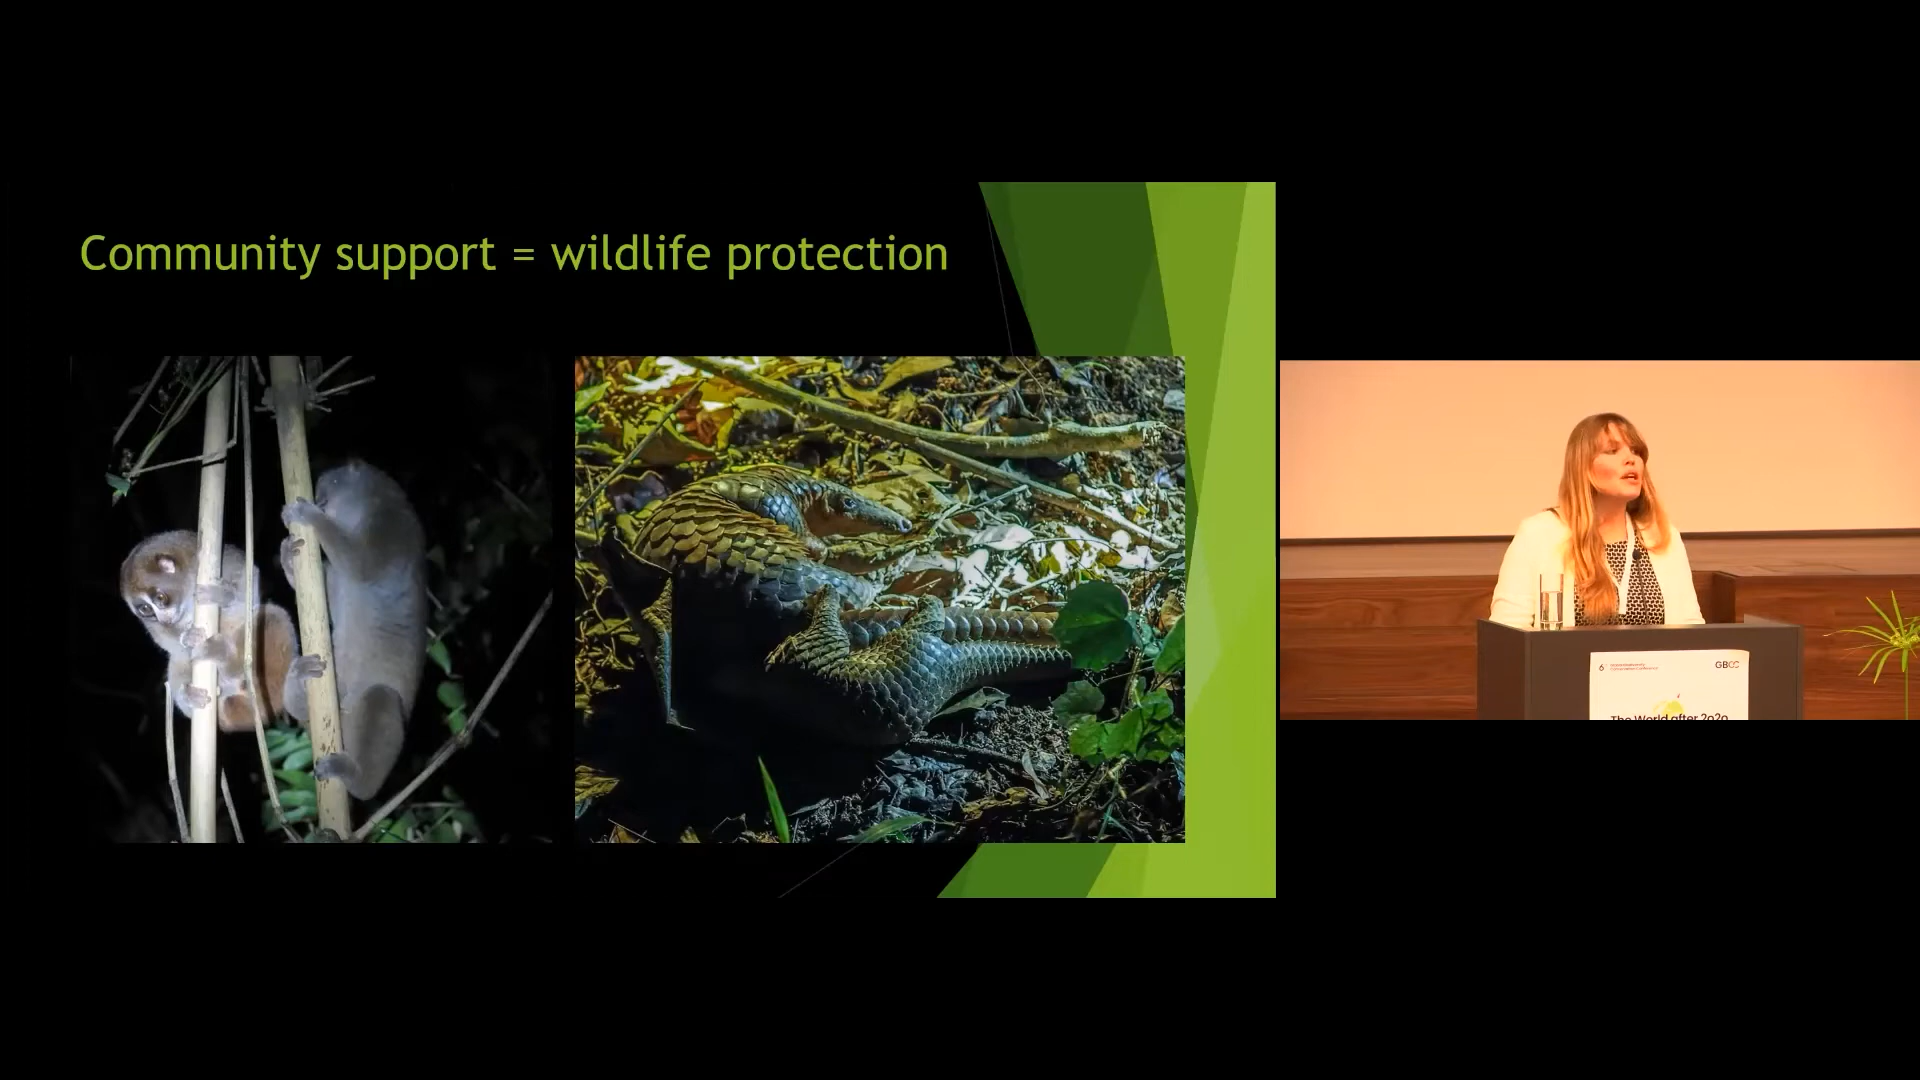 Community support = wildlife protection
GBCC
The World after 2020